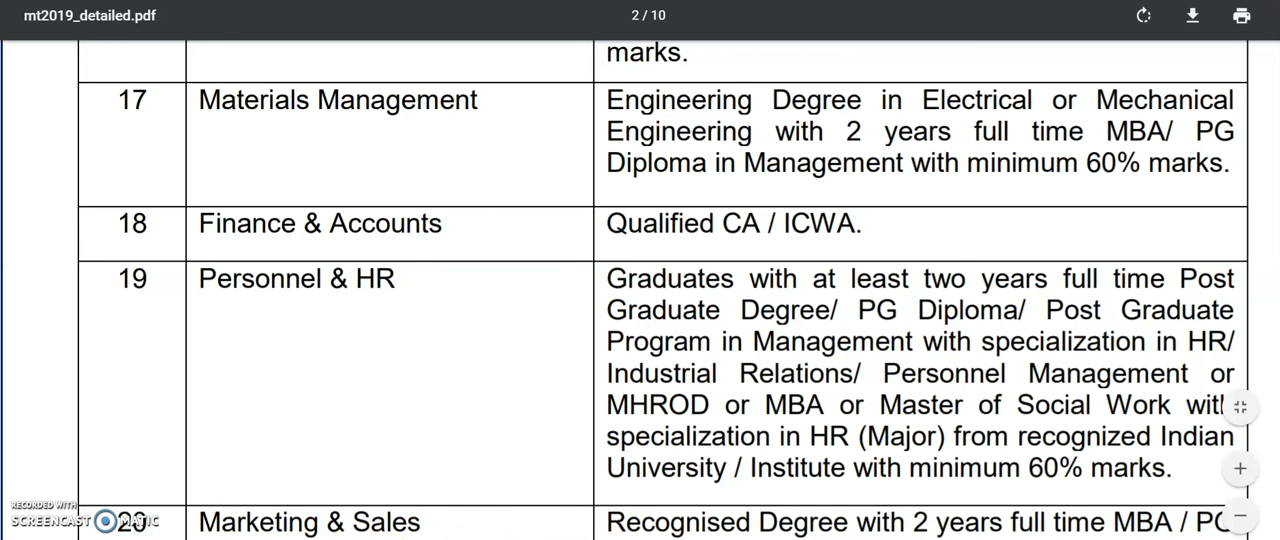 mt2019_detailed.pdf
2 / 10
marks.
17 Materials Management Engineering Degree in Electrical or Mechanical
Engineering with 2 years full time MBA/ PG
Diploma in Management with minimum 60% marks.
18 Finance & Accounts Qualified CA / ICWA.
19 Personnel & HR Graduates with at least two years full time Post
Graduate Degree/ PG Diploma/ Post Graduate
Program in Management with specialization in HR/
Industrial Relations/ Personnel Management or
MHROD or MBA or Master of Social Work with
specialization in HR (Major) from recognized Indian
University / Institute with minimum 60% marks.
RECORDED WITH
SCREENCAST MATIC
20 Marketing & Sales Recognised Degree with 2 years full time MBA / PG